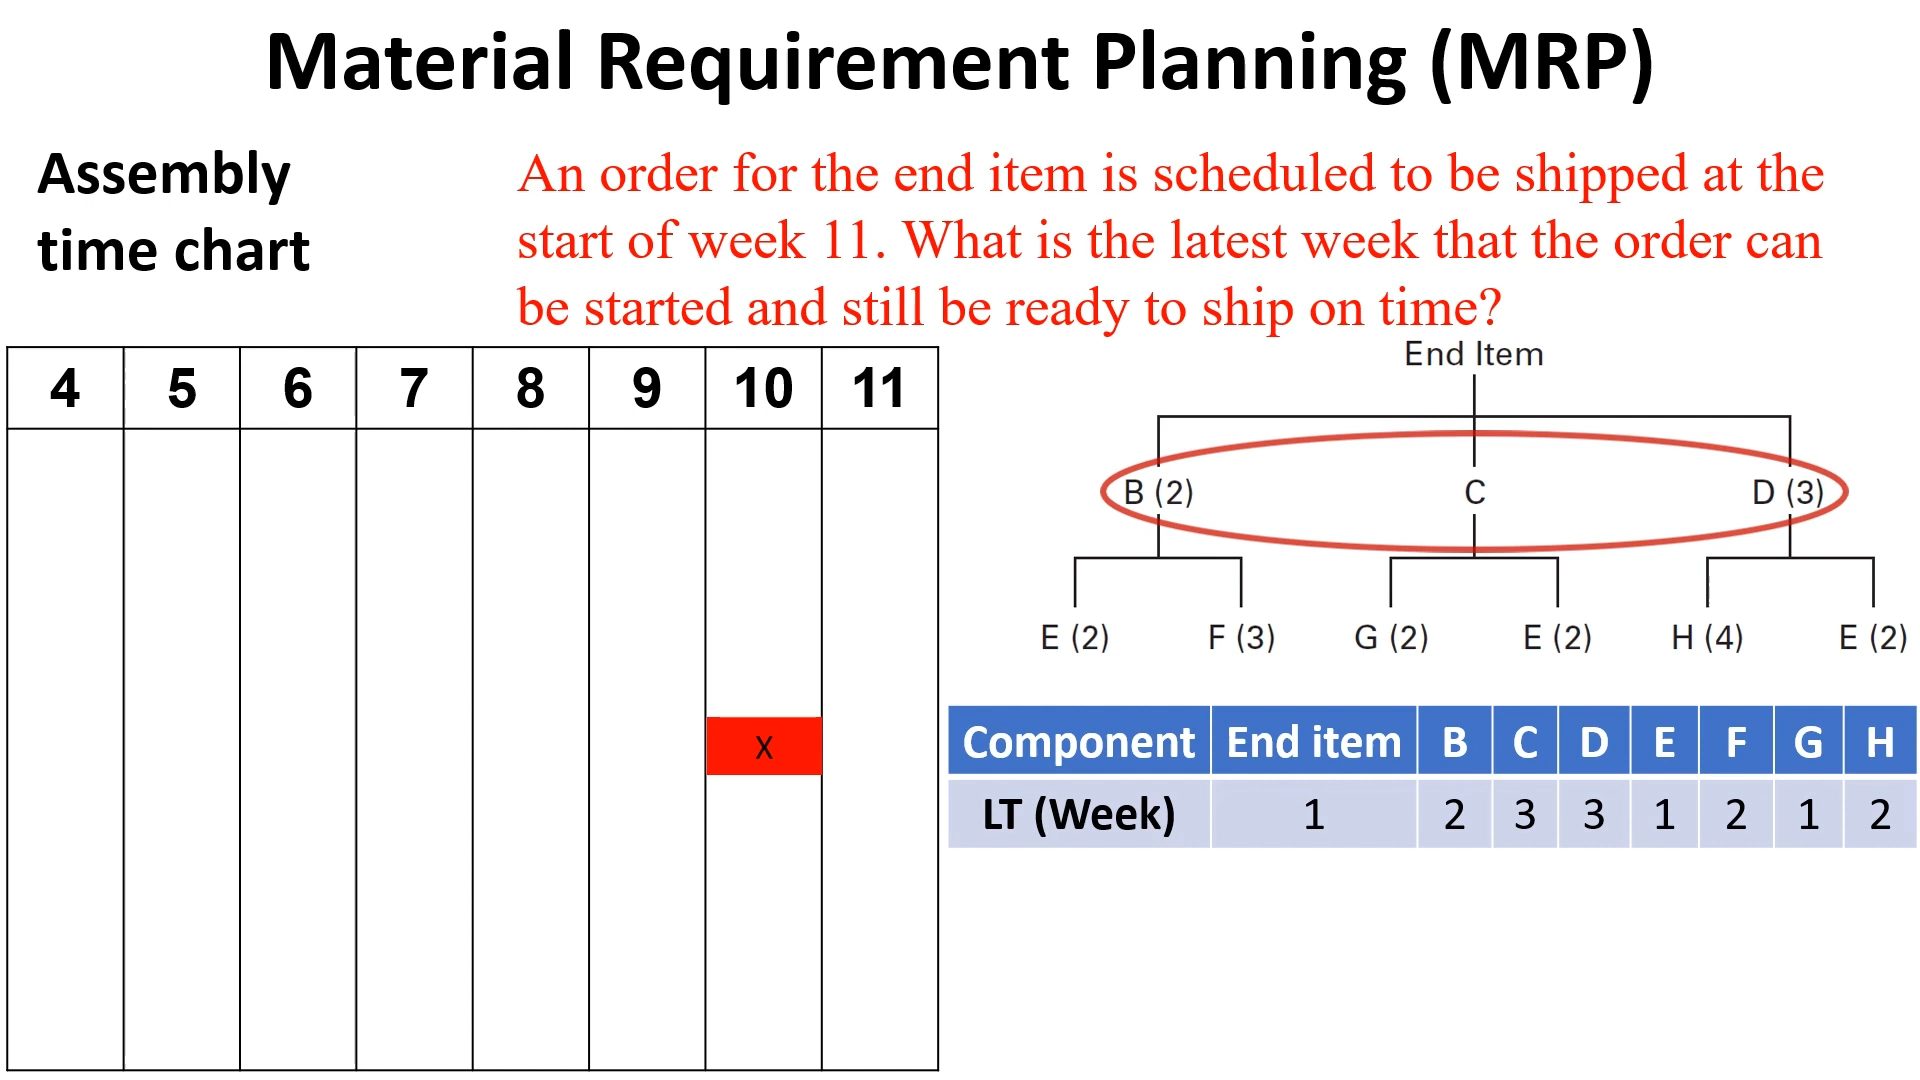 Material Requirement Planning (MRP)
Assembly
time chart
An order for the end item is scheduled to be shipped at the
start of week 11. What is the latest week that the order can
be started and still be ready to ship on time?
4 5 6 7 8 9 10 11
X
End Item
B (2) C D (3)
E (2) F (3) G (2) E (2) H (4) E (2)
Component End item B C D E F G H
LT (Week) 1 2 3 3 1 2 1 2